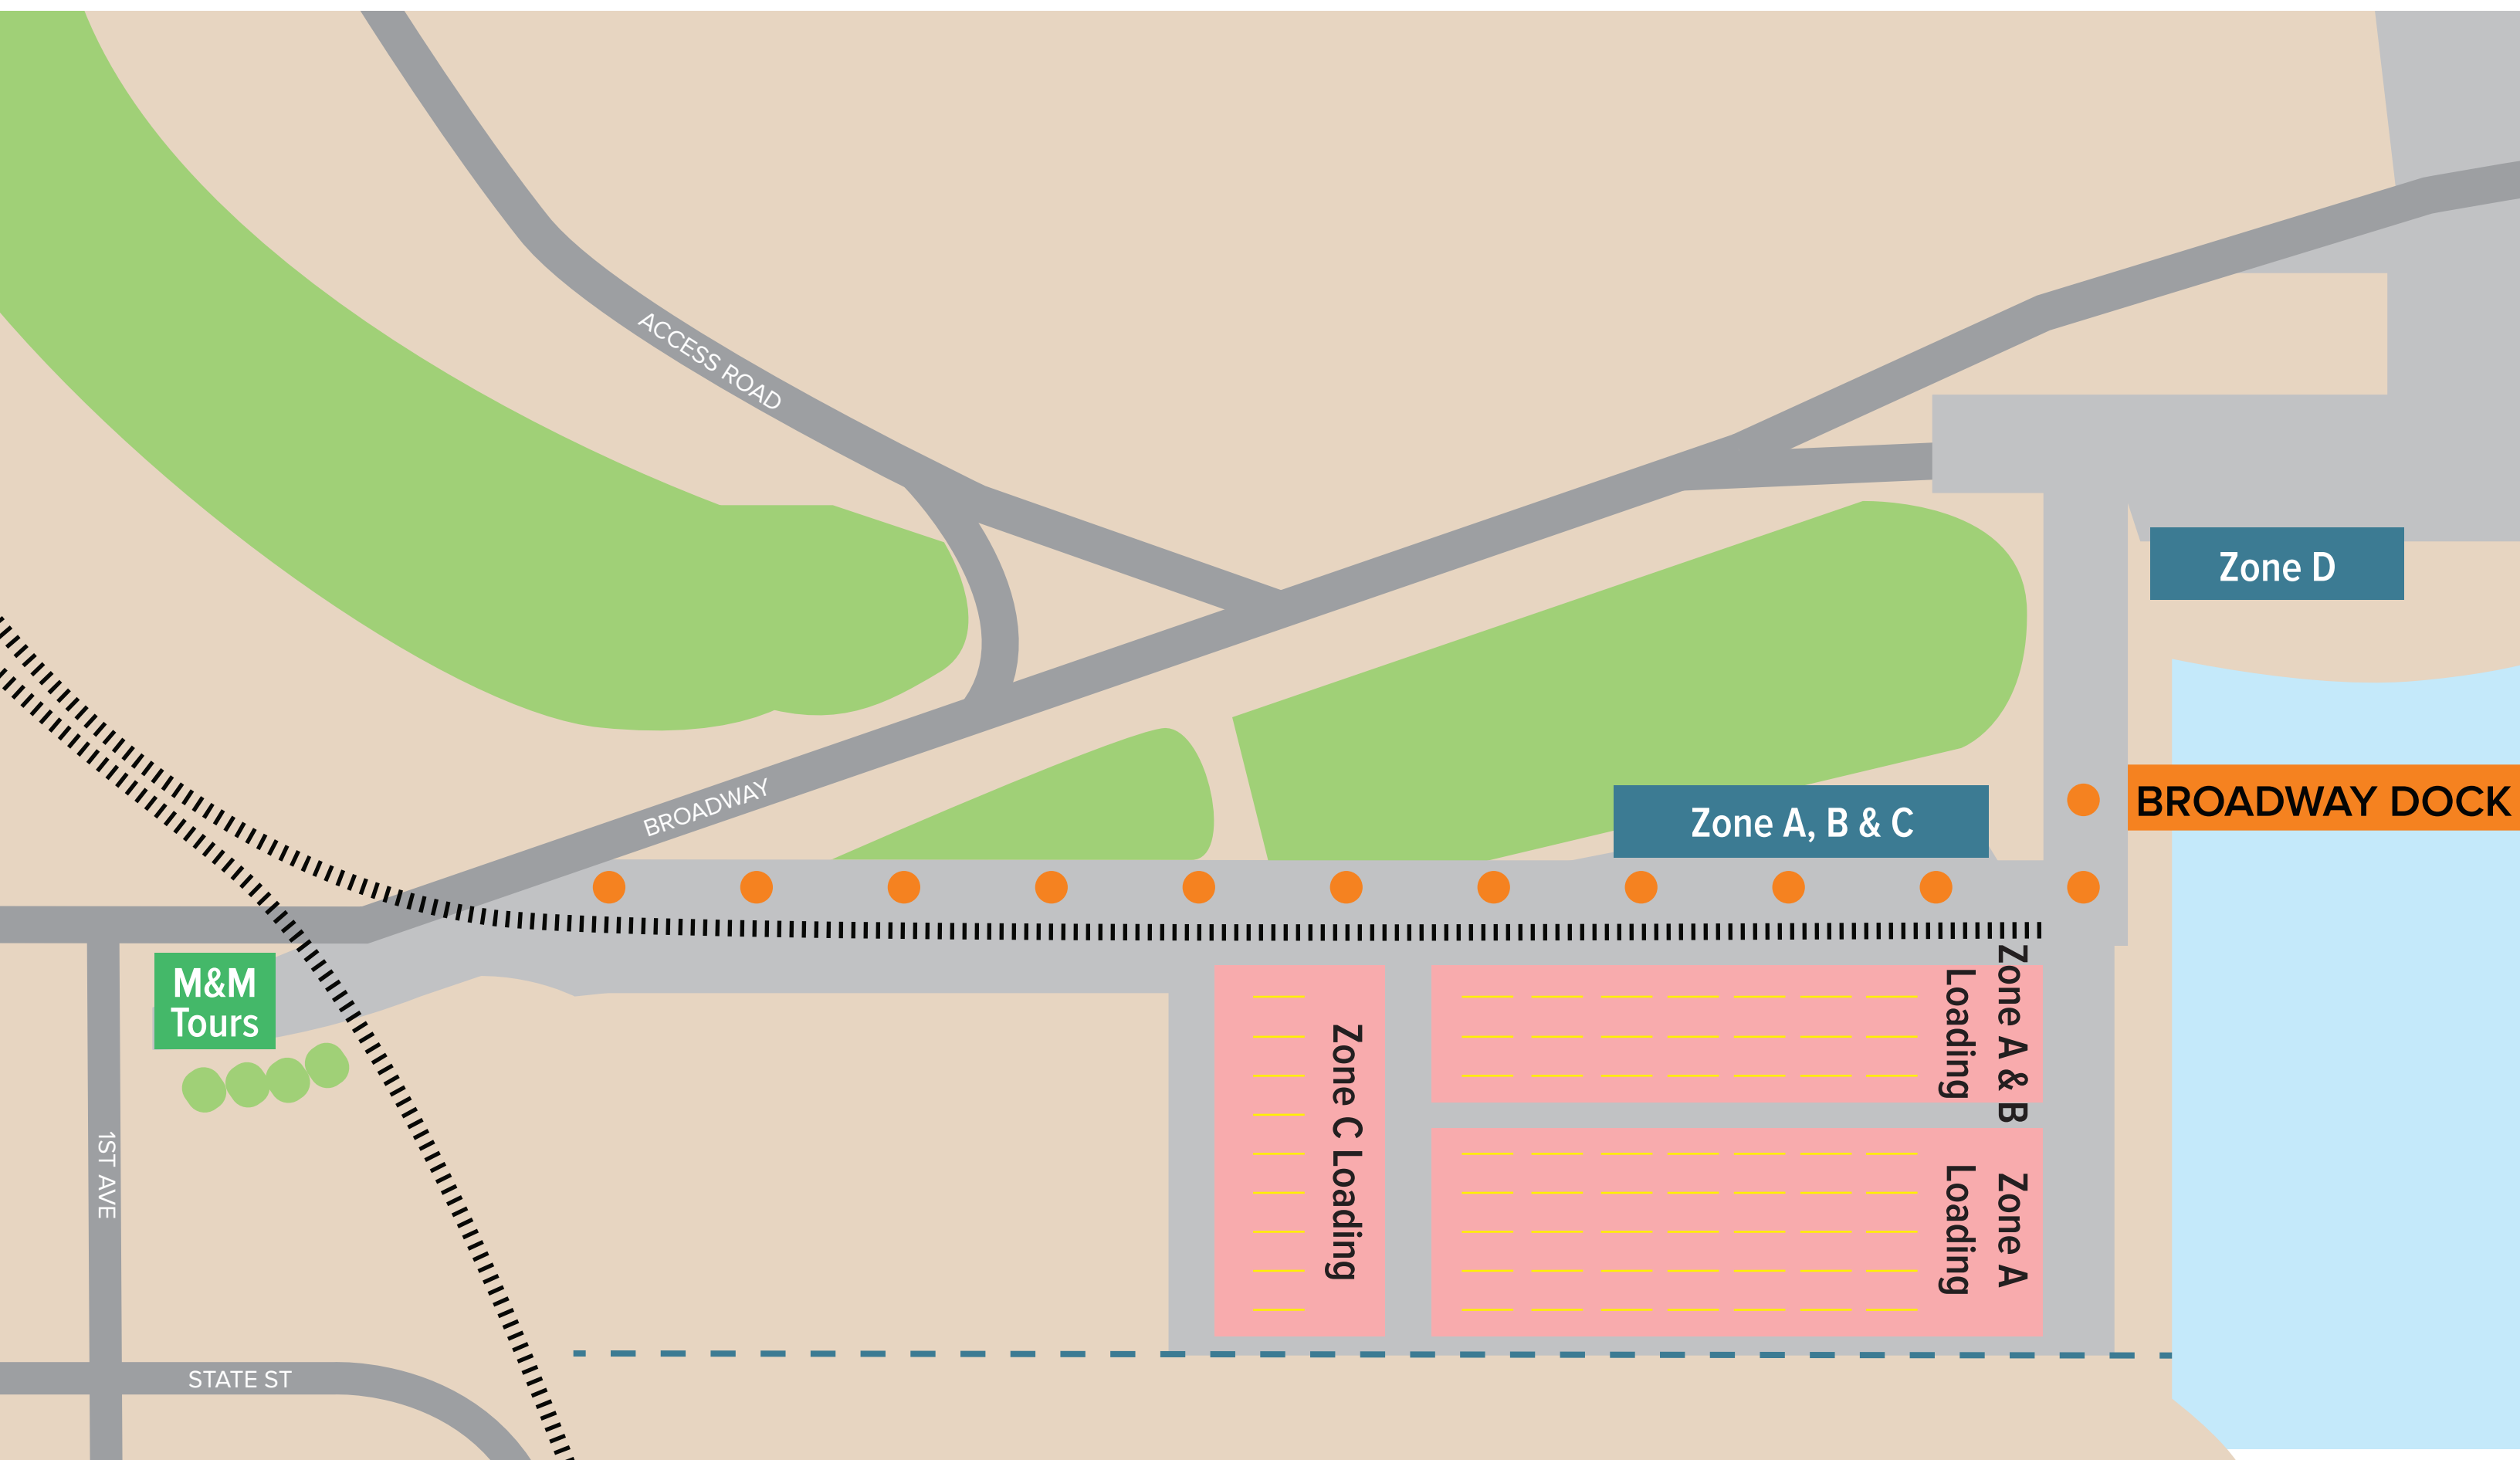 ACCESS ROAD
Zone D
BROADWAY
Zone A, B & C
BROADWAY DOCK
M&M
Tours
Zone C Loading
Zone A & B
Loading
Zone A
Loading
1ST AVE
STATE ST